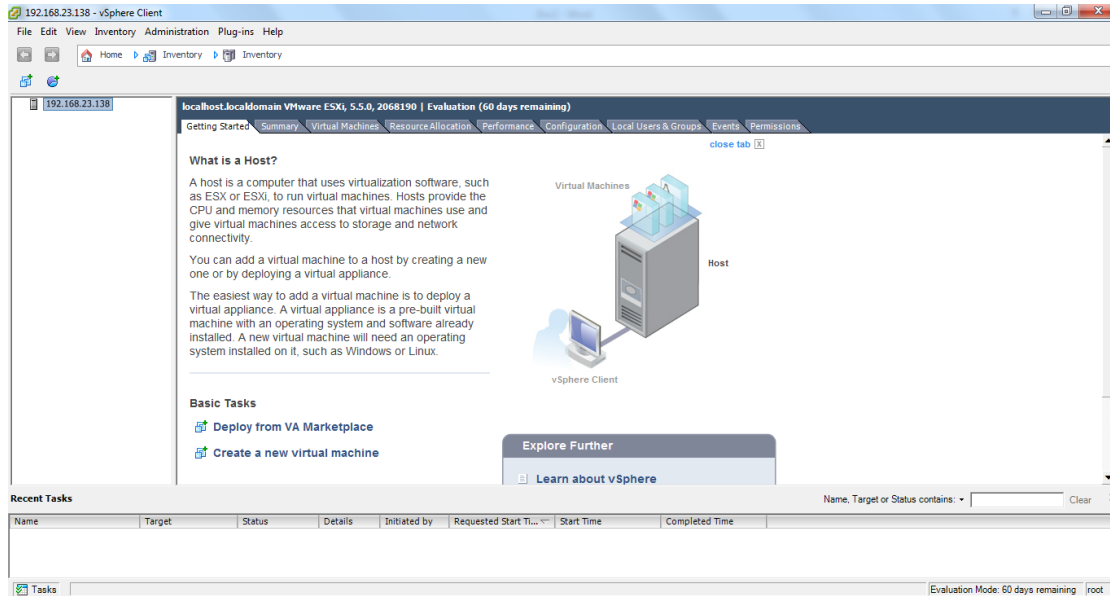 192.168.23.138 - vSphere Client
File Edit View Inventory Administration Plug-ins Help
Home Inventory Inventory
192.168.23.138
localhost.localdomain VMware ESXi, 5.5.0, 2068190 | Evaluation (60 days remaining)
Getting Started Summary Virtual Machines Resource Allocation Performance Configuration Local Users & Groups Events Permissions
close tab X
What is a Host?
A host is a computer that uses virtualization software, such
as ESX or ESXi, to run virtual machines. Hosts provide the
CPU and memory resources that virtual machines use and
give virtual machines access to storage and network
connectivity.
You can add a virtual machine to a host by creating a new
one or by deploying a virtual appliance.
The easiest way to add a virtual machine is to deploy a
virtual appliance. A virtual appliance is a pre-built virtual
machine with an operating system and software already
installed. A new virtual machine will need an operating
system installed on it, such as Windows or Linux.
Virtual Machines
Host
vSphere Client
Basic Tasks
Deploy from VA Marketplace
Create a new virtual machine
Explore Further
Learn about vSphere
Recent Tasks
Name, Target or Status contains: Clear
Name Target Status Details Initiated by Requested Start Ti... Start Time Completed Time
Tasks Evaluation Mode: 60 days remaining root